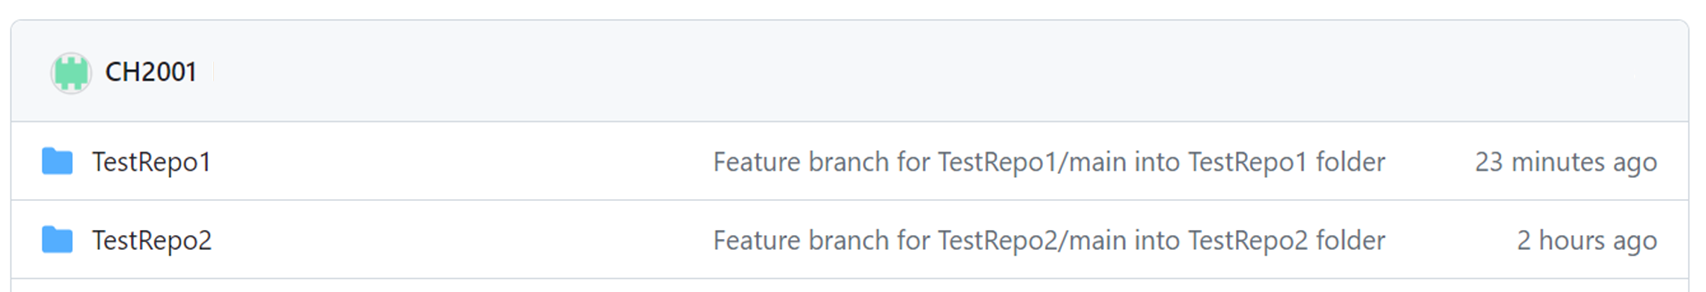 CH2001
TestRepo1 Feature branch for TestRepo1/main into TestRepo1 folder 23 minutes ago
TestRepo2 Feature branch for TestRepo2/main into TestRepo2 folder 2 hours ago